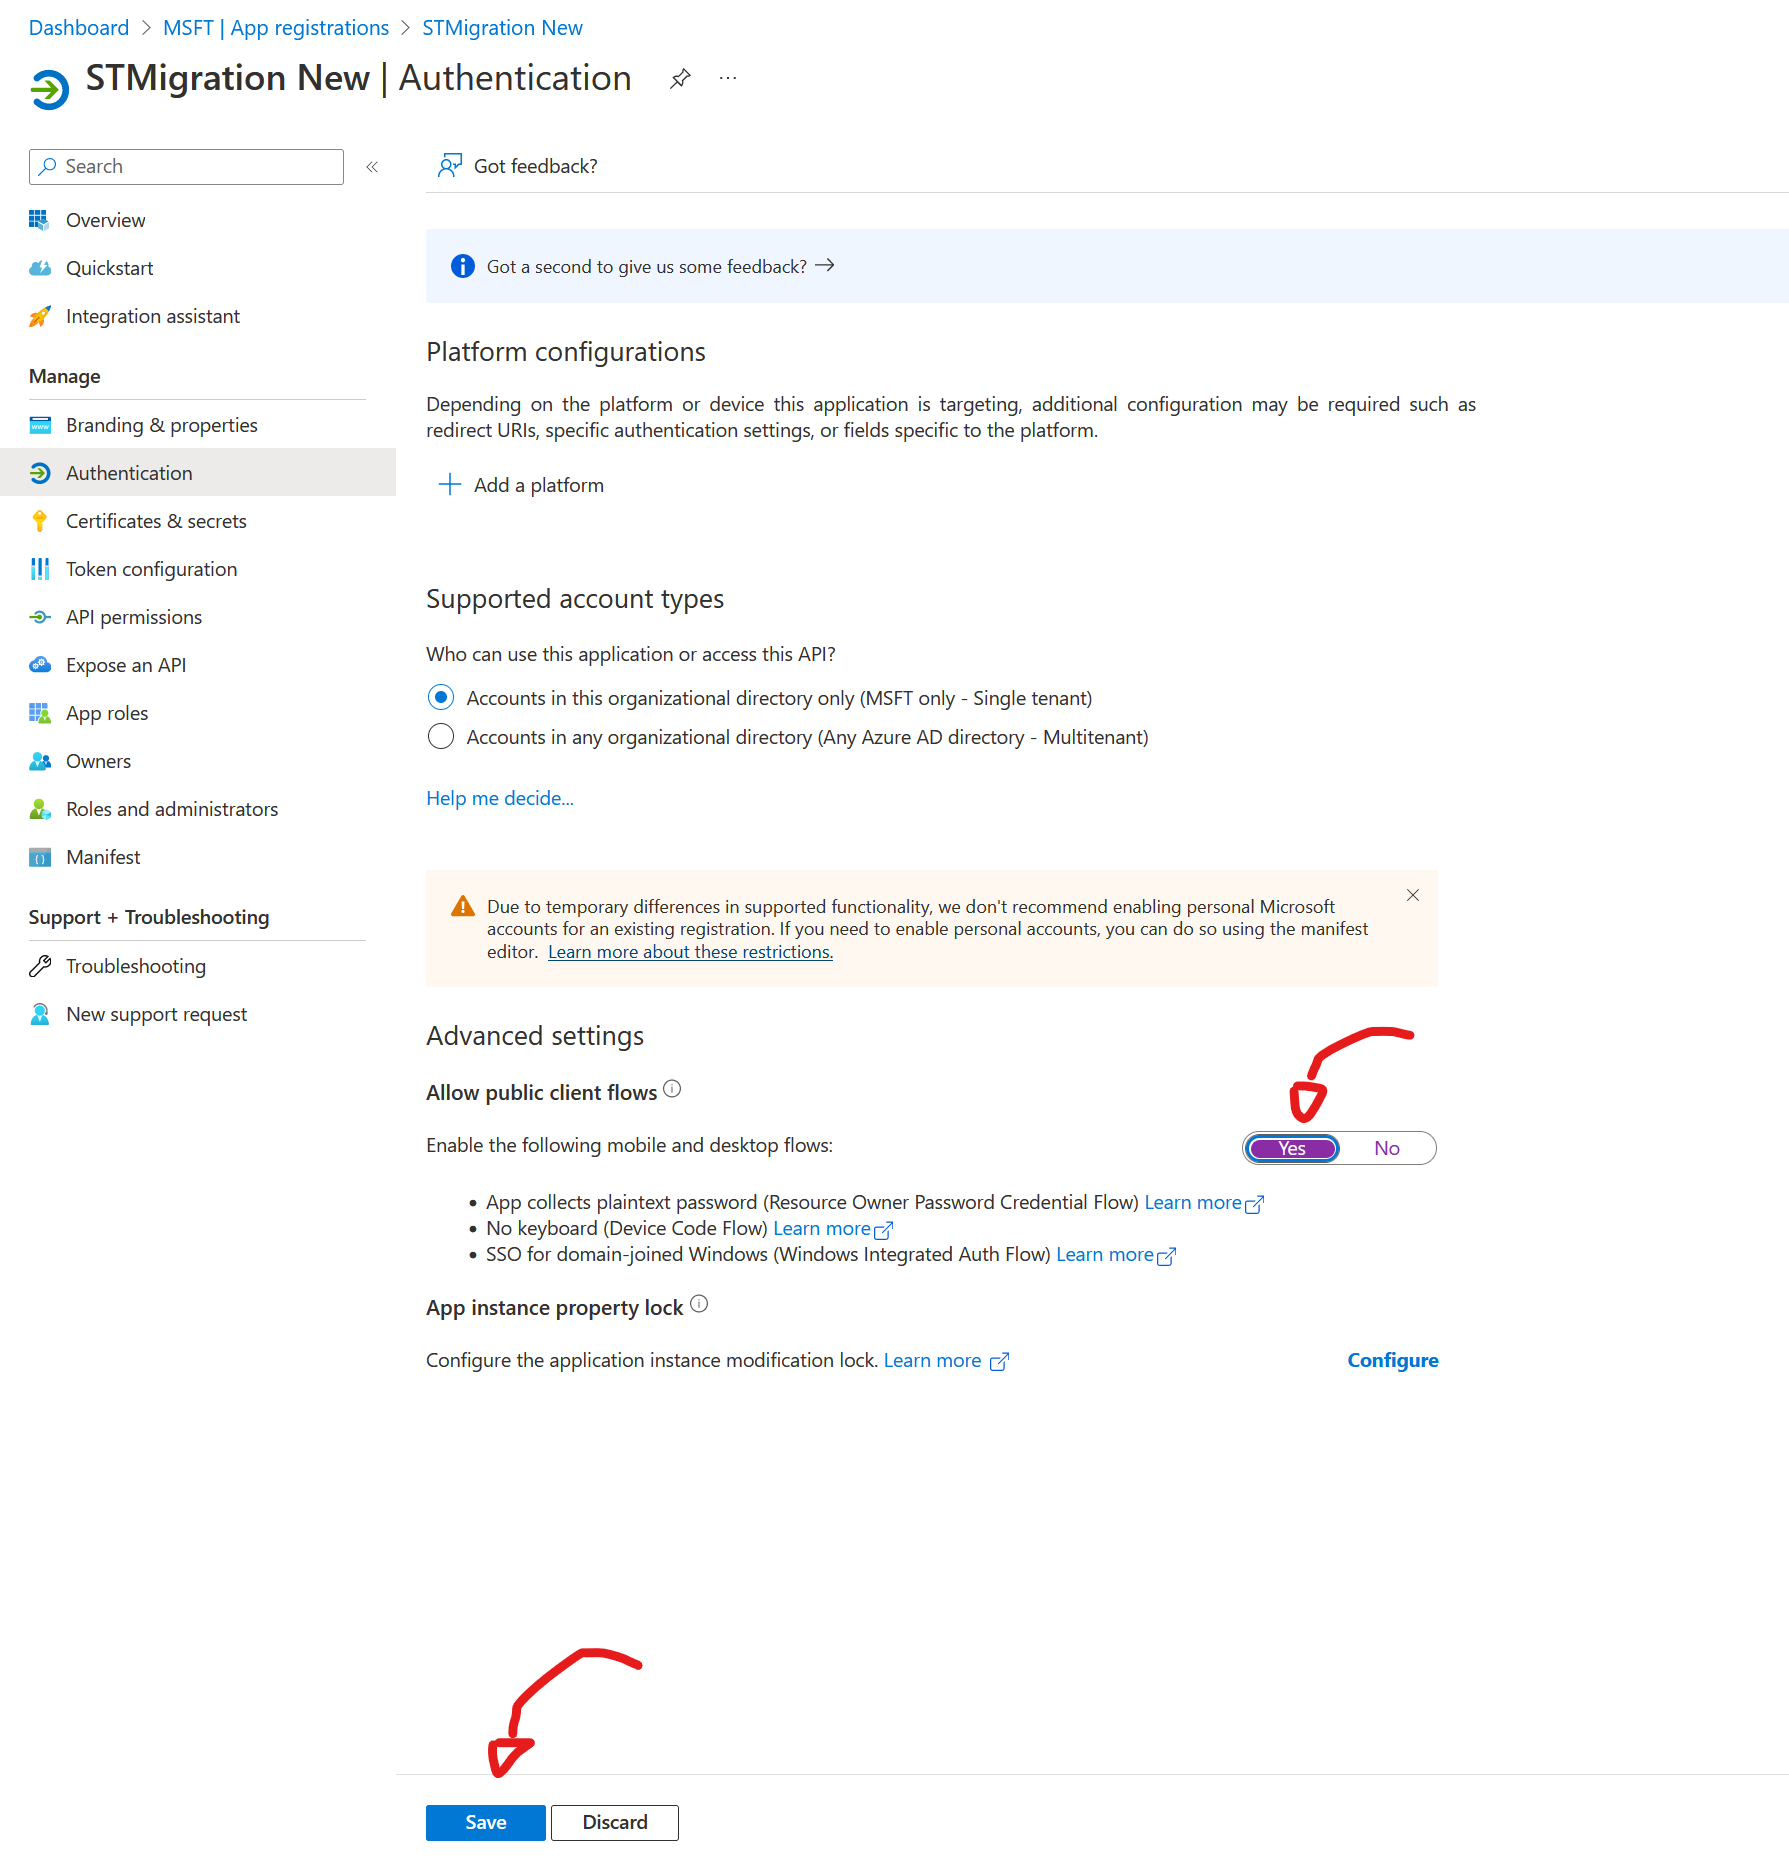 Dashboard > MSFT | App registrations > STMigration New
STMigration New | Authentication
Search
Overview
Quickstart
Integration assistant
Manage
Branding & properties
Authentication
Certificates & secrets
Token configuration
API permissions
Expose an API
App roles
Owners
Roles and administrators
Manifest
Support + Troubleshooting
Troubleshooting
New support request
Got feedback?
Got a second to give us some feedback?
Platform configurations
Depending on the platform or device this application is targeting, additional configuration may be required such as
redirect URIs, specific authentication settings, or fields specific to the platform.
Add a platform
Supported account types
Who can use this application or access this API?
Accounts in this organizational directory only (MSFT only - Single tenant)
Accounts in any organizational directory (Any Azure AD directory - Multitenant)
Help me decide...
Due to temporary differences in supported functionality, we don't recommend enabling personal Microsoft
accounts for an existing registration. If you need to enable personal accounts, you can do so using the manifest
editor. Learn more about these restrictions.
Advanced settings
Allow public client flows
Enable the following mobile and desktop flows:
Yes No
• App collects plaintext password (Resource Owner Password Credential Flow) Learn more
• No keyboard (Device Code Flow) Learn more
• SSO for domain-joined Windows (Windows Integrated Auth Flow) Learn more
App instance property lock
Configure the application instance modification lock. Learn more
Configure
Save Discard